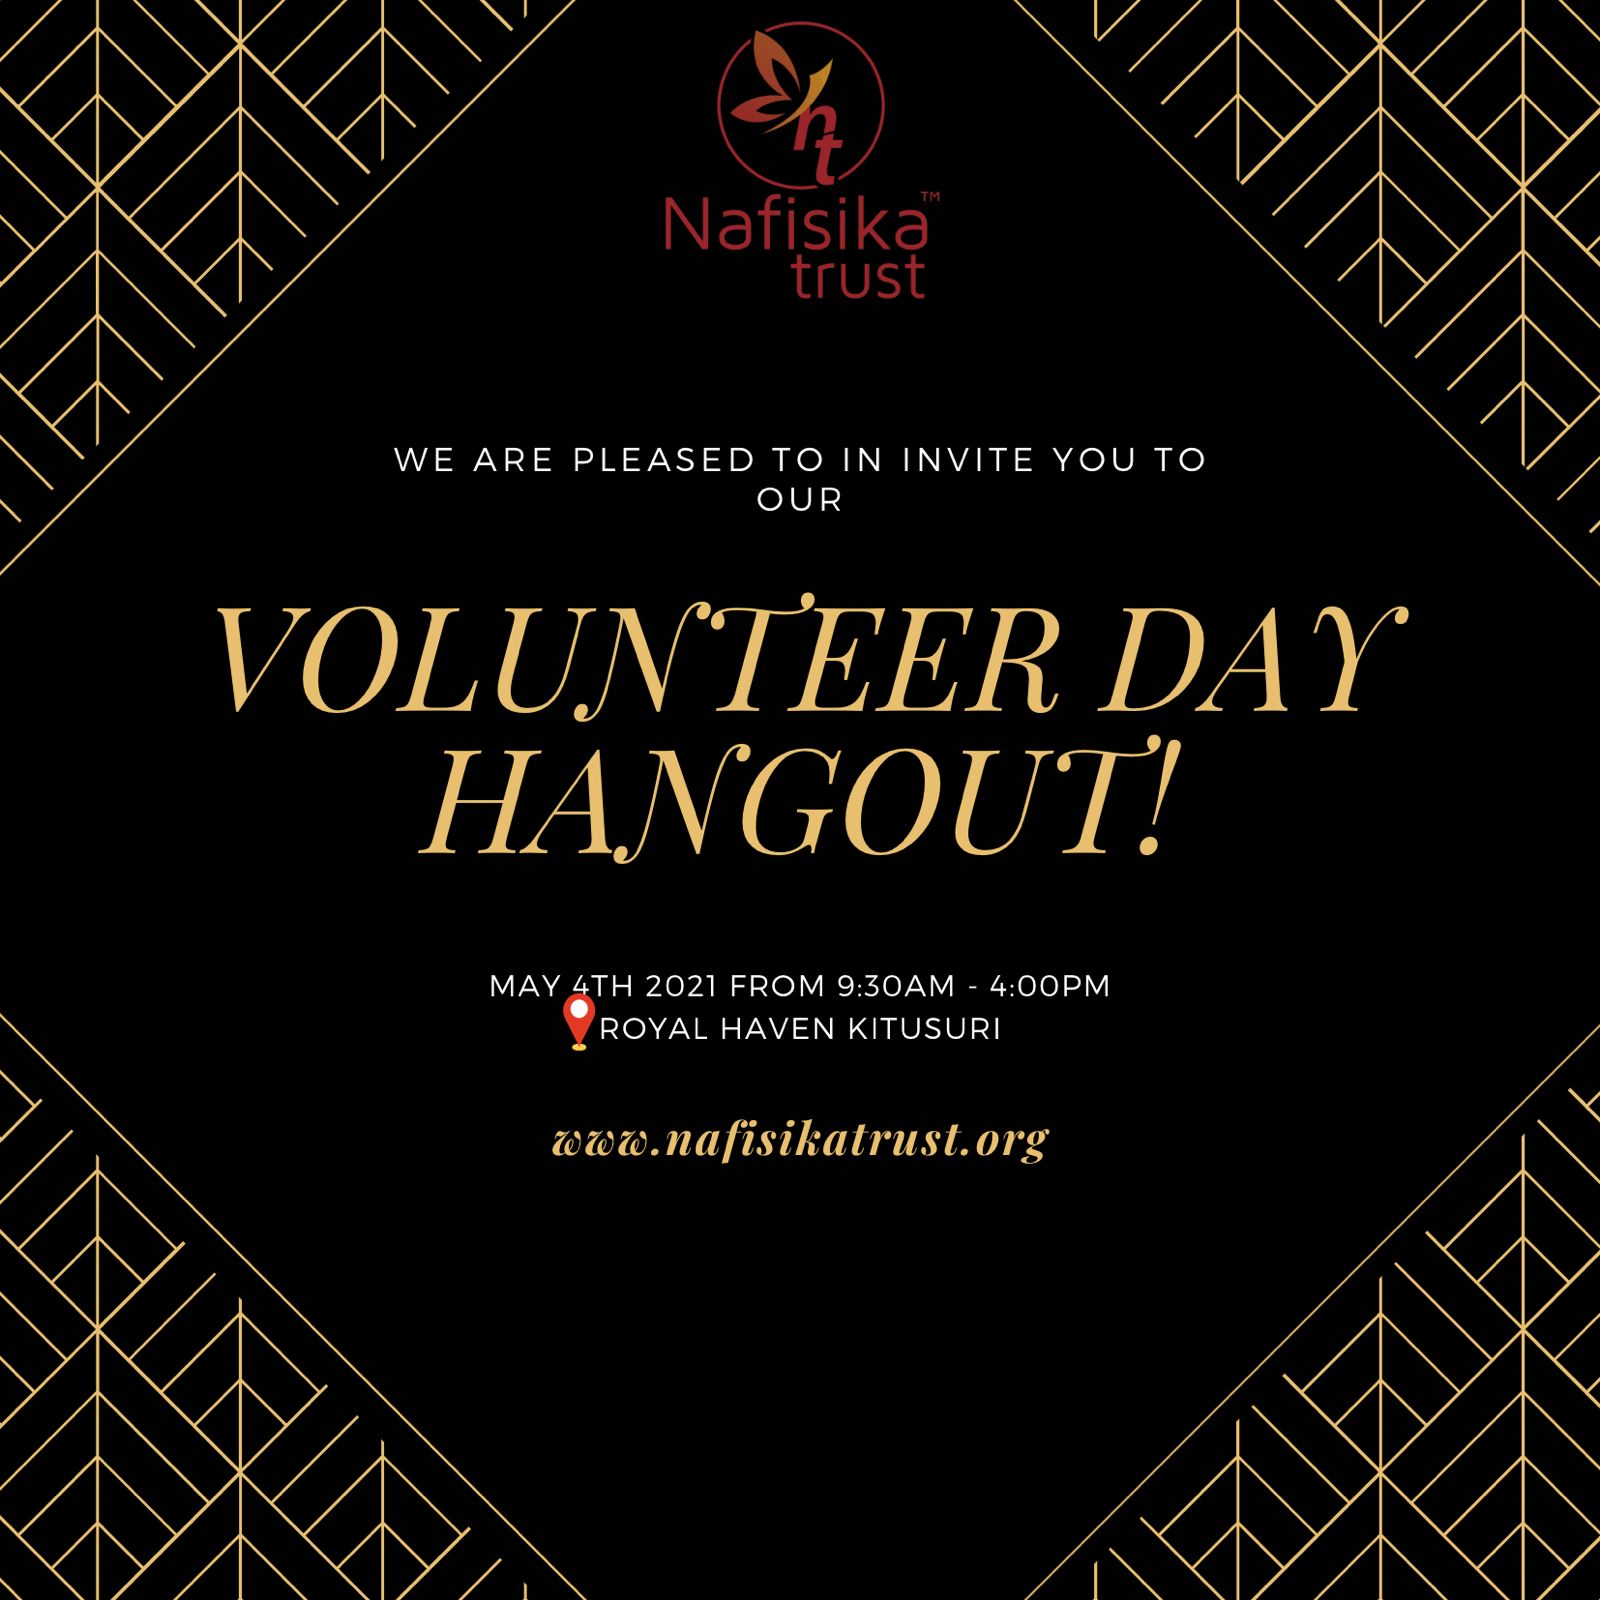 nt
Nafisika™
trust
WE ARE PLEASED TO IN INVITE YOU TO
OUR
VOLUNTEER DAY
HANGOUT!
MAY 4TH 2021 FROM 9:30AM - 4:00PM
ROYAL HAVEN KITUSURI
www.nafisikatrust.org